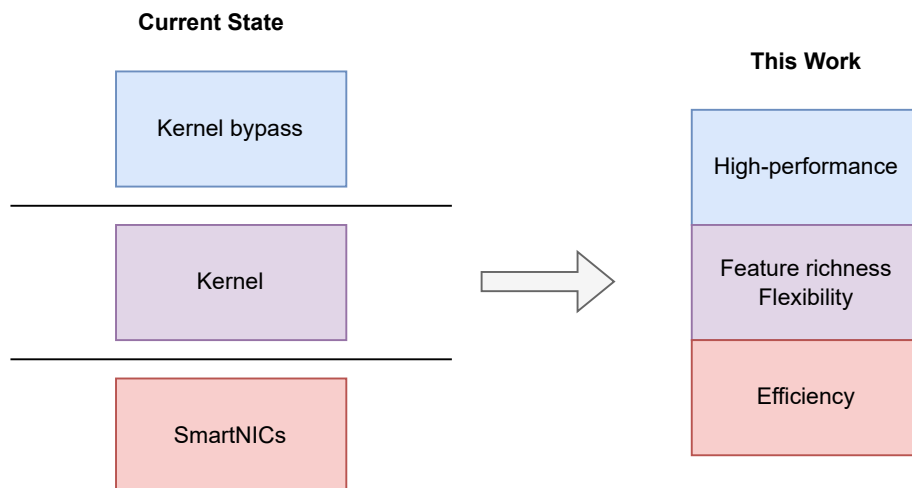 Current State
Kernel bypass
Kernel
SmartNICs
This Work
High-performance
Feature richness
Flexibility
Efficiency